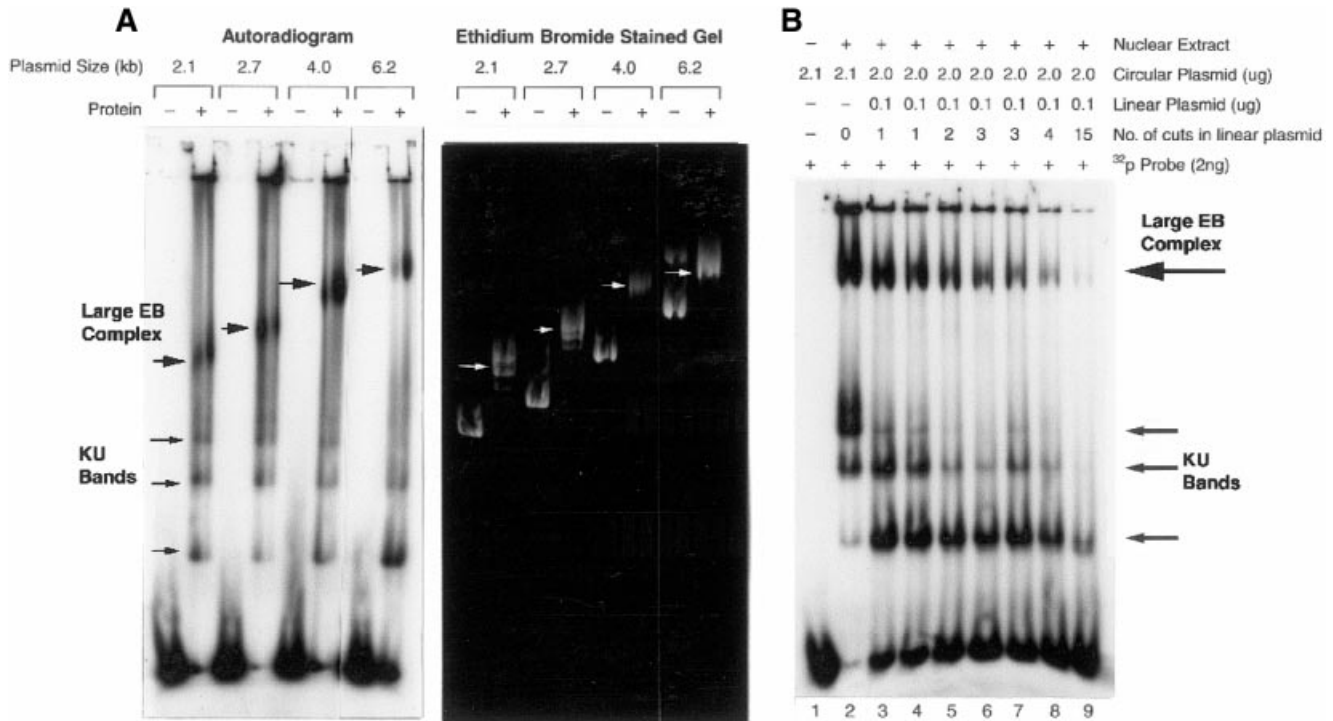 A
Autoradiogram
Ethidium Bromide Stained Gel
Plasmid Size (kb) 2.1 2.7 4.0 6.2
2.1 2.7 4.0 6.2
Protein − + − + − + − +
− + − + − + − +
Large EB
Complex
KU
Bands
B
− + + + + + + + + Nuclear Extract
2.1 2.1 2.0 2.0 2.0 2.0 2.0 2.0 2.0 Circular Plasmid (ug)
− − 0.1 0.1 0.1 0.1 0.1 0.1 0.1 Linear Plasmid (ug)
− 0 1 1 2 3 3 4 15 No. of cuts in linear plasmid
+ + + + + + + + + 32p Probe (2ng)
Large EB
Complex
KU
Bands
1 2 3 4 5 6 7 8 9